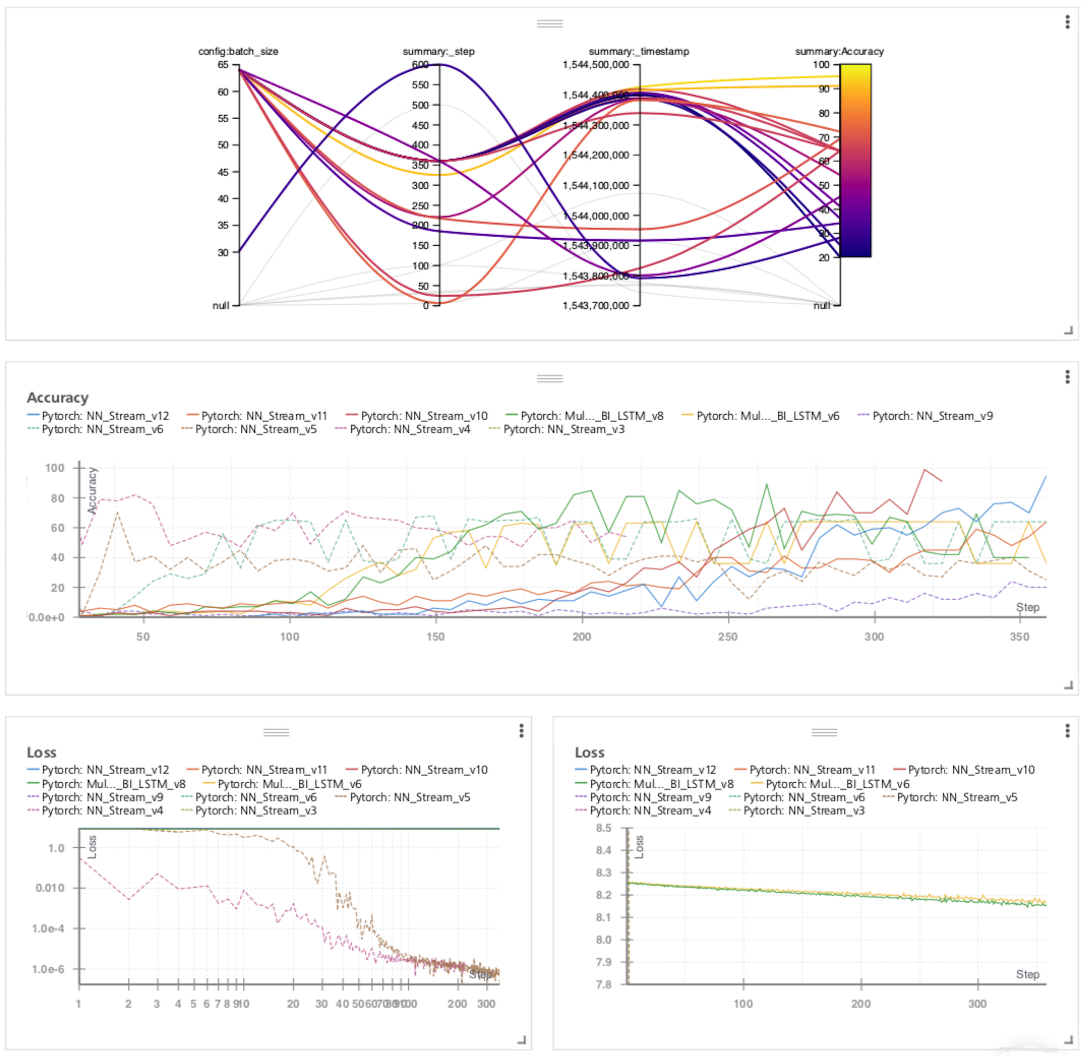 config:batch_size summary:_step summary:_timestamp summary:Accuracy
65 600 1,544,500,000 100
60 550 1,544,400,000 90
55 500 1,544,300,000 80
50 450 1,544,200,000 70
45 400 1,544,100,000 60
40 350 1,544,000,000 50
35 300 1,543,900,000 40
30 250 1,543,800,000 30
null 200 1,543,700,000 20
150 null
100
50
0
Accuracy
Pytorch: NN_Stream_v12 Pytorch: NN_Stream_v11 Pytorch: NN_Stream_v10 Pytorch: Mul..._BI_LSTM_v8 Pytorch: Mul..._BI_LSTM_v6 Pytorch: NN_Stream_v9
Pytorch: NN_Stream_v6 Pytorch: NN_Stream_v5 Pytorch: NN_Stream_v4 Pytorch: NN_Stream_v3
100
80
60
40
20
0.0e+0
Accuracy
Step
50 100 150 200 250 300 350
Loss
Pytorch: NN_Stream_v12 Pytorch: NN_Stream_v11 Pytorch: NN_Stream_v10
Pytorch: Mul..._BI_LSTM_v8 Pytorch: Mul..._BI_LSTM_v6
Pytorch: NN_Stream_v9 Pytorch: NN_Stream_v6 Pytorch: NN_Stream_v5
Pytorch: NN_Stream_v4 Pytorch: NN_Stream_v3
1.0
0.010
1.0e-4
1.0e-6
Loss
Step
1 2 3 4 5 6 7 8 9 10 20 30 40 50 60 70 80 90 100 200 300
Loss
Pytorch: NN_Stream_v12 Pytorch: NN_Stream_v11 Pytorch: NN_Stream_v10
Pytorch: Mul..._BI_LSTM_v8 Pytorch: Mul..._BI_LSTM_v6
Pytorch: NN_Stream_v9 Pytorch: NN_Stream_v6 Pytorch: NN_Stream_v5
Pytorch: NN_Stream_v4 Pytorch: NN_Stream_v3
8.5
8.4
8.3
8.2
8.1
8.0
7.9
7.8
Loss
Step
100 200 300